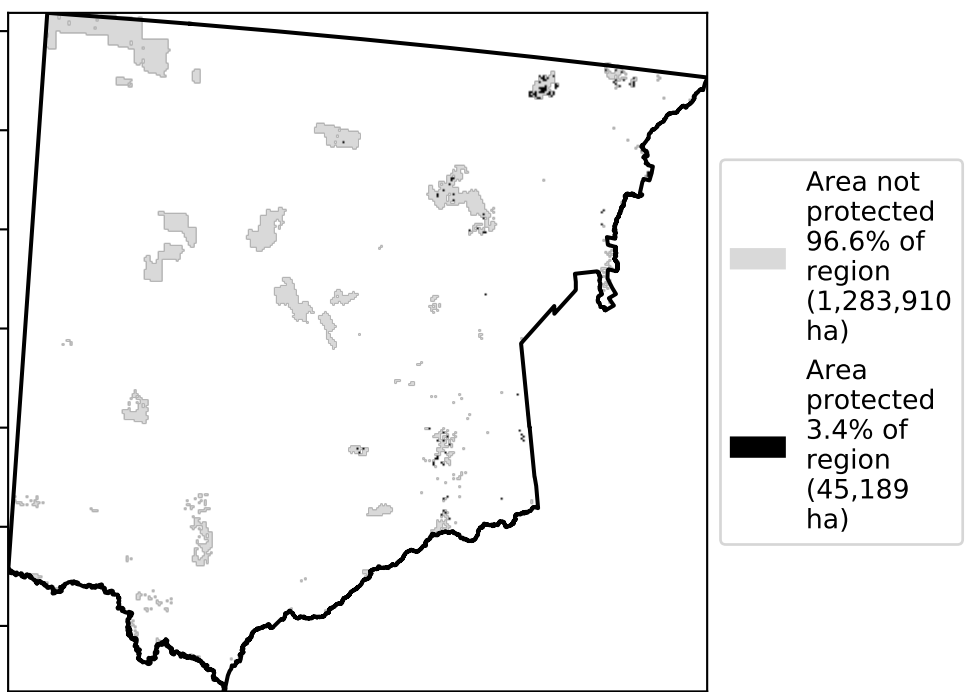 Area not
protected
96.6% of
region
(1,283,910
ha)
Area
protected
3.4% of
region
(45,189
ha)